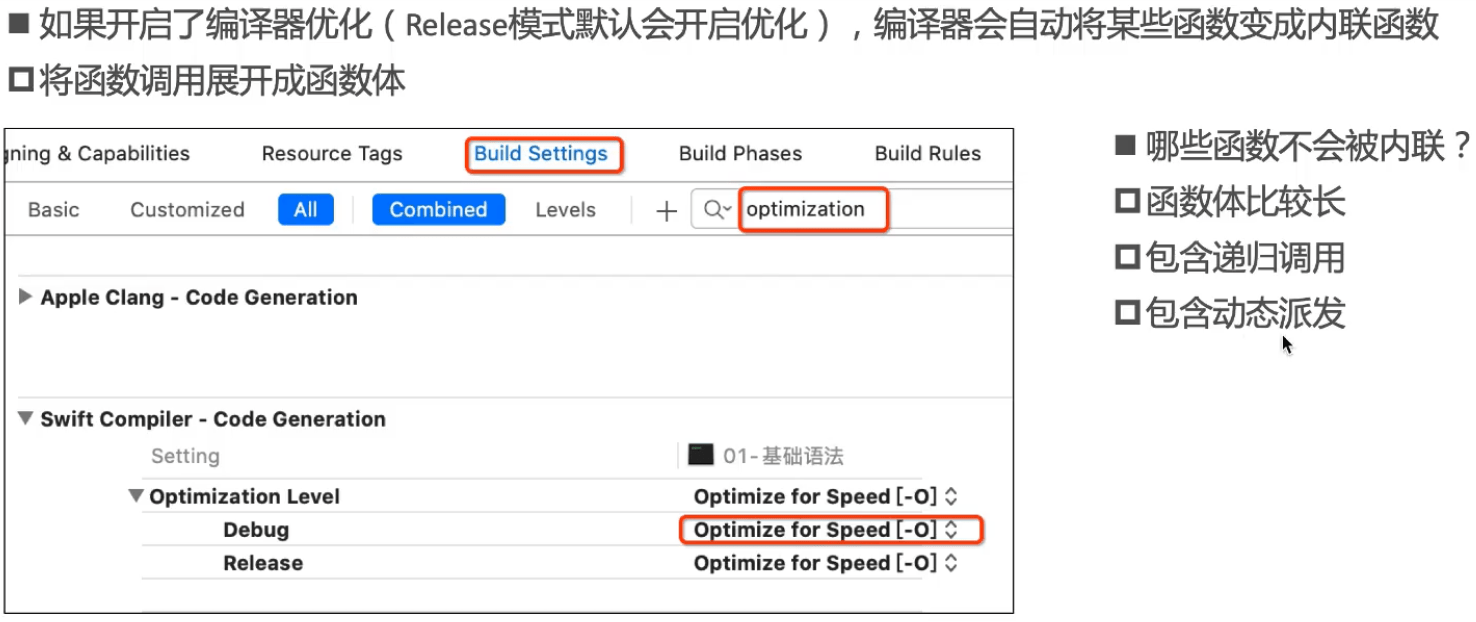 ■ 如果开启了编译器优化（Release模式默认会开启优化），编译器会自动将某些函数变成内联函数
将函数调用展开成函数体
gning & Capabilities Resource Tags Build Settings Build Phases Build Rules
Basic Customized All Combined Levels + optimization
Apple Clang - Code Generation
Swift Compiler - Code Generation
Setting 01-基础语法
Optimization Level Optimize for Speed [-O]
Debug Optimize for Speed [-O]
Release Optimize for Speed [-O]
■ 哪些函数不会被内联？
函数体比较长
包含递归调用
包含动态派发